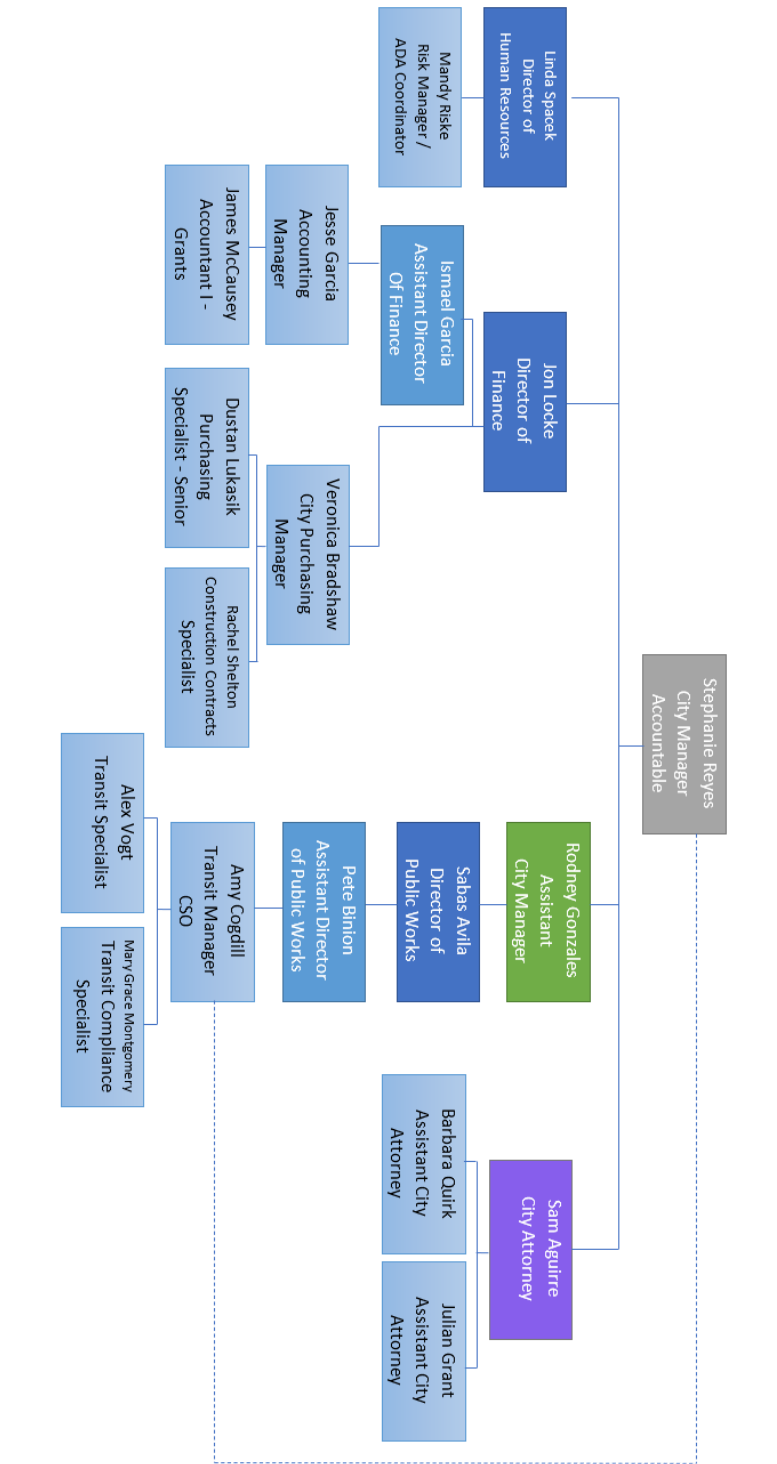 Stephanie Reyes
City Manager
Accountable
Linda Spacek
Director of
Human Resources
Mandy Riske
Risk Manager /
ADA Coordinator
Jon Locke
Director of
Finance
Ismael Garcia
Assistant Director
Of Finance
Jesse Garcia
Accounting
Manager
James McCausey
Accountant I -
Grants
Veronica Bradshaw
City Purchasing
Manager
Dustan Lukasik
Purchasing
Specialist - Senior
Rachel Shelton
Construction Contracts
Specialist
Rodney Gonzales
Assistant
City Manager
Sabas Avila
Director of
Public Works
Pete Binion
Assistant Director
of Public Works
Amy Cogdill
Transit Manager
CSO
Alex Vogt
Transit Specialist
Mary Grace Montgomery
Transit Compliance
Specialist
Sam Aguirre
City Attorney
Barbara Quirk
Assistant City
Attorney
Julian Grant
Assistant City
Attorney